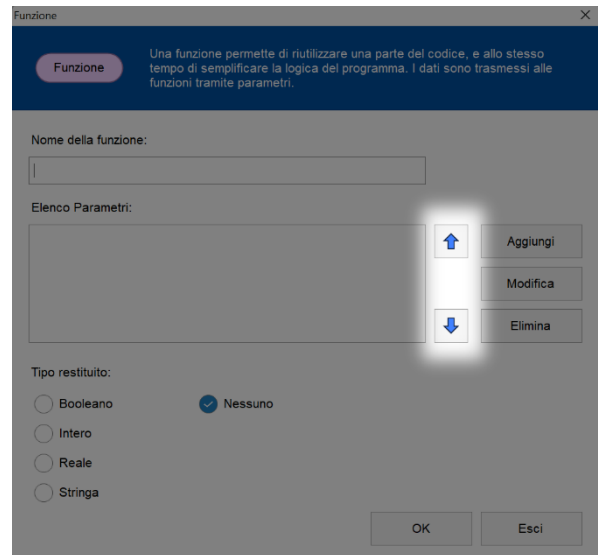 Funzione
Funzione
Una funzione permette di riutilizzare una parte del codice, e allo stesso
tempo di semplificare la logica del programma. I dati sono trasmessi alle
funzioni tramite parametri.
Nome della funzione:
Elenco Parametri:
Aggiungi
Modifica
Elimina
Tipo restituito:
Booleano
Nessuno
Intero
Reale
Stringa
OK
Esci